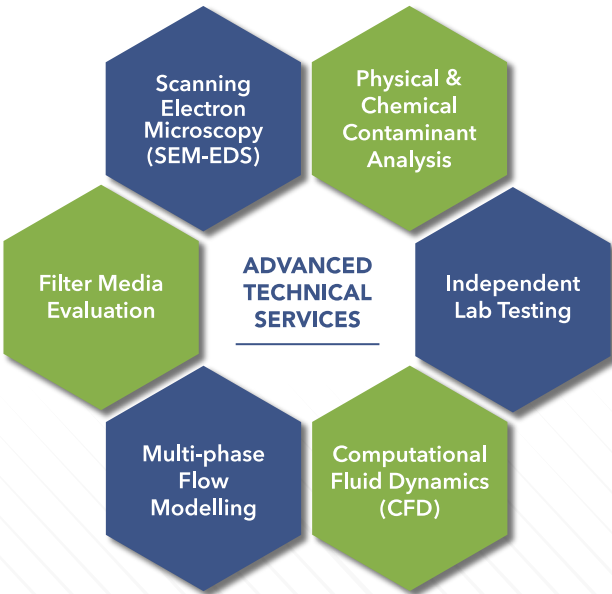 Scanning
Electron
Microscopy
(SEM-EDS)
Physical &
Chemical
Contaminant
Analysis
Filter Media
Evaluation
ADVANCED
TECHNICAL
SERVICES
Independent
Lab Testing
Multi-phase
Flow
Modelling
Computational
Fluid Dynamics
(CFD)